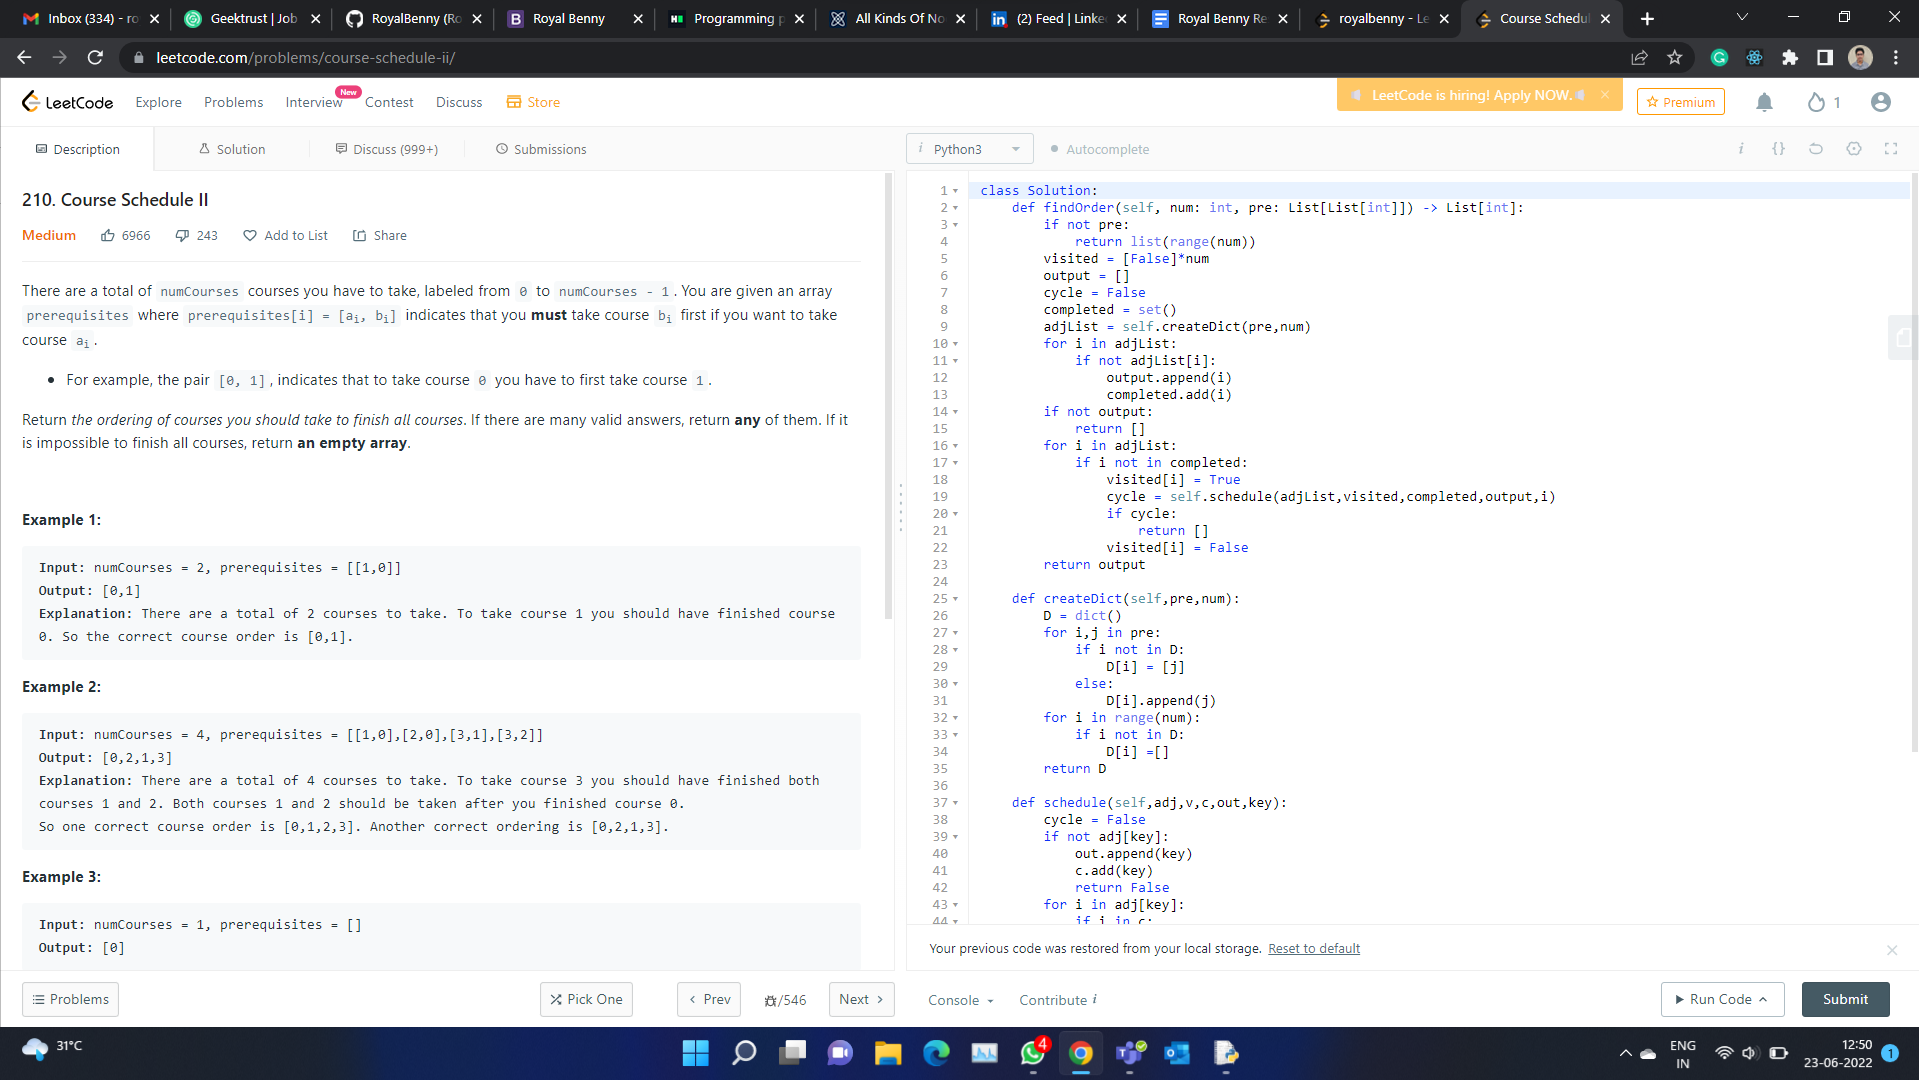 Inbox (334) - ro
Geektrust | Job
RoyalBenny (Ro
Royal Benny
Programming p
All Kinds Of No
(2) Feed | Linke
Royal Benny Re
royalbenny - Le
Course Schedul
leetcode.com/problems/course-schedule-ii/
LeetCode
Explore
Problems
Interview
New
Contest
Discuss
Store
LeetCode is hiring! Apply NOW.
Premium
1
Description
Solution
Discuss (999+)
Submissions
i Python3
Autocomplete
210. Course Schedule II
Medium 6966 243 Add to List Share
There are a total of numCourses courses you have to take, labeled from 0 to numCourses - 1. You are given an array
prerequisites where prerequisites[i] = [ai, bi] indicates that you must take course bi first if you want to take
course ai.
• For example, the pair [0, 1], indicates that to take course 0 you have to first take course 1.
Return the ordering of courses you should take to finish all courses. If there are many valid answers, return any of them. If it
is impossible to finish all courses, return an empty array.
Example 1:
Input: numCourses = 2, prerequisites = [[1,0]]
Output: [0,1]
Explanation: There are a total of 2 courses to take. To take course 1 you should have finished course
0. So the correct course order is [0,1].
Example 2:
Input: numCourses = 4, prerequisites = [[1,0],[2,0],[3,1],[3,2]]
Output: [0,2,1,3]
Explanation: There are a total of 4 courses to take. To take course 3 you should have finished both
courses 1 and 2. Both courses 1 and 2 should be taken after you finished course 0.
So one correct course order is [0,1,2,3]. Another correct ordering is [0,2,1,3].
Example 3:
Input: numCourses = 1, prerequisites = []
Output: [0]
1 class Solution:
2     def findOrder(self, num: int, pre: List[List[int]]) -> List[int]:
3         if not pre:
4             return list(range(num))
5         visited = [False]*num
6         output = []
7         cycle = False
8         completed = set()
9         adjList = self.createDict(pre,num)
10         for i in adjList:
11             if not adjList[i]:
12                 output.append(i)
13                 completed.add(i)
14         if not output:
15             return []
16         for i in adjList:
17             if i not in completed:
18                 visited[i] = True
19                 cycle = self.schedule(adjList,visited,completed,output,i)
20                 if cycle:
21                     return []
22                 visited[i] = False
23         return output
24
25     def createDict(self,pre,num):
26         D = dict()
27         for i,j in pre:
28             if i not in D:
29                 D[i] = [j]
30             else:
31                 D[i].append(j)
32         for i in range(num):
33             if i not in D:
34                 D[i] =[]
35         return D
36
37     def schedule(self,adj,v,c,out,key):
38         cycle = False
39         if not adj[key]:
40             out.append(key)
41             c.add(key)
42             return False
43         for i in adj[key]:
44             if i in c:
Your previous code was restored from your local storage. Reset to default
Problems
Pick One
Prev
/546
Next
Console
Contribute i
Run Code
Submit
31°C
4
ENG
IN
12:50
23-06-2022
1